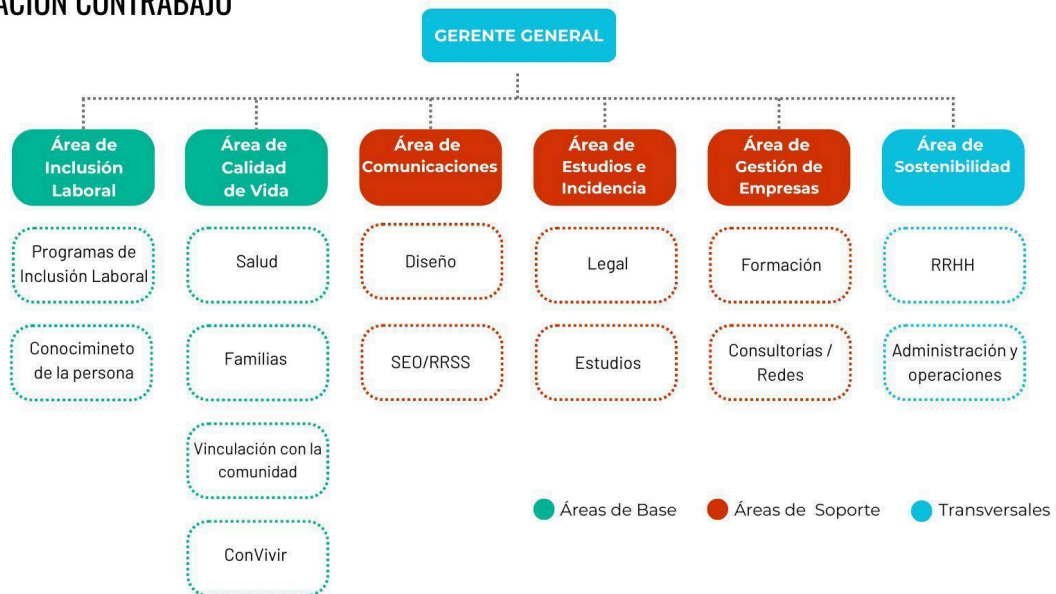 ACIÓN CONTRABAJO
GERENTE GENERAL
Área de
Inclusión
Laboral
Área de
Calidad
de Vida
Área de
Comunicaciones
Área de
Estudios e
Incidencia
Área de
Gestión de
Empresas
Área de
Sostenibilidad
Programas de
Inclusión Laboral
Salud
Diseño
Legal
Formación
RRHH
Conocimineto
de la persona
Familias
SEO/RRSS
Estudios
Consultorías /
Redes
Administración y
operaciones
Vinculación con la
comunidad
ConVivir
Áreas de Base
Áreas de Soporte
Transversales